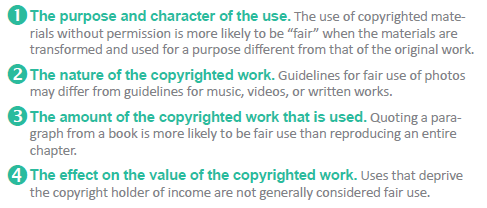 1 The purpose and character of the use. The use of copyrighted mate-
rials without permission is more likely to be “fair” when the materials are
transformed and used for a purpose different from that of the original work.
2 The nature of the copyrighted work. Guidelines for fair use of photos
may differ from guidelines for music, videos, or written works.
3 The amount of the copyrighted work that is used. Quoting a para-
graph from a book is more likely to be fair use than reproducing an entire
chapter.
4 The effect on the value of the copyrighted work. Uses that deprive
the copyright holder of income are not generally considered fair use.